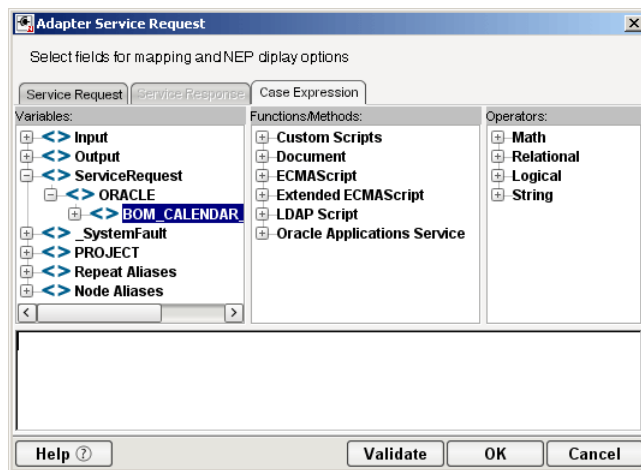 Adapter Service Request
Select fields for mapping and NEP diplay options
Service Request
Service Response
Case Expression
Variables:
<> Input
<> Output
<> ServiceRequest
<> ORACLE
<> BOM_CALENDAR_
<> _SystemFault
<> PROJECT
<> Repeat Aliases
<> Node Aliases
Functions/Methods:
Custom Scripts
Document
ECMAScript
Extended ECMAScript
LDAP Script
Oracle Applications Service
Operators:
Math
Relational
Logical
String
Help ?
Validate
OK
Cancel